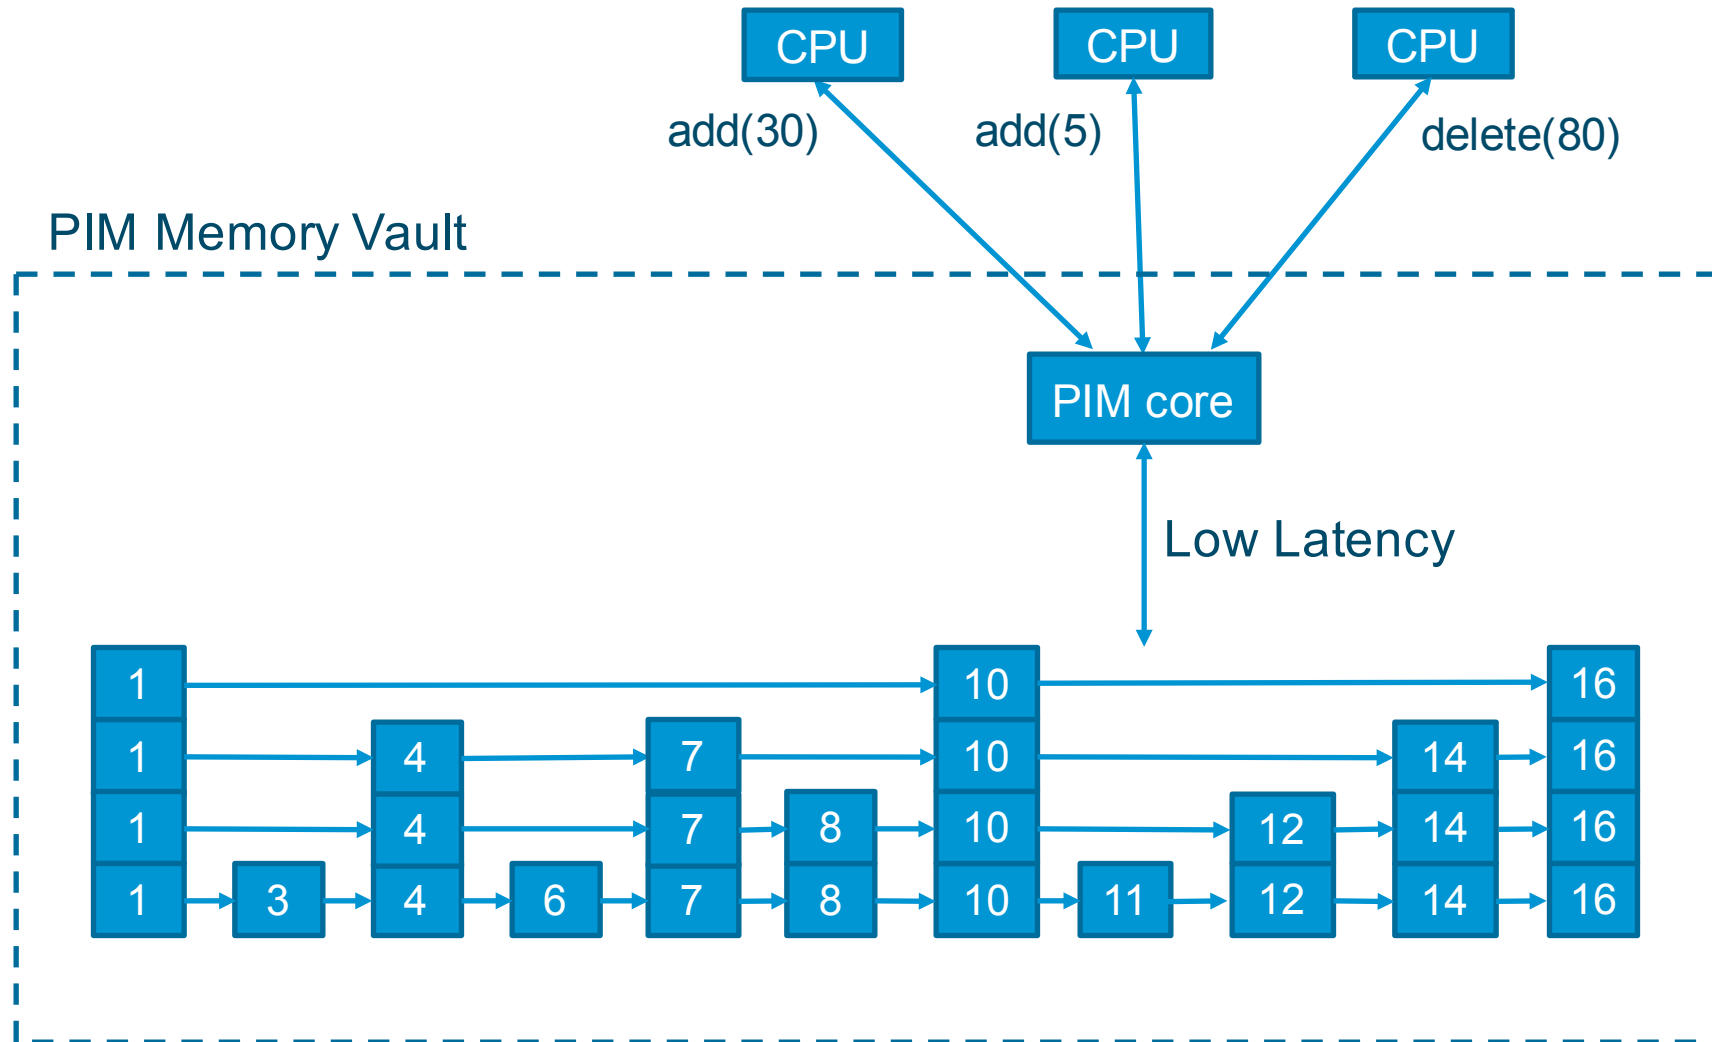 CPU CPU CPU
add(30) add(5) delete(80)
PIM Memory Vault
PIM core
Low Latency
1 10 16
1 4 7 10 14 16
1 4 7 8 10 12 14 16
1 3 4 6 7 8 10 11 12 14 16